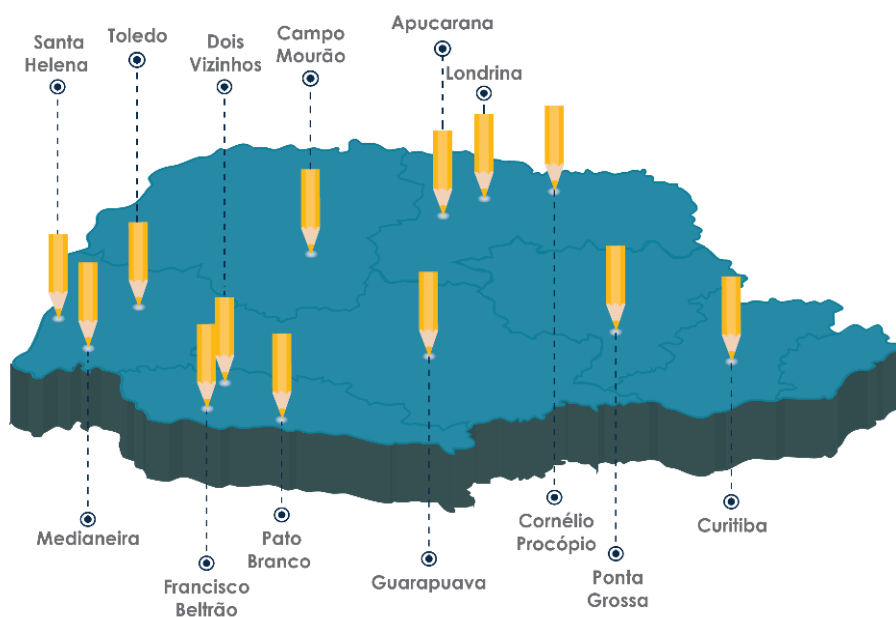 Santa
Helena
Toledo
Dois
Vizinhos
Campo
Mourão
Apucarana
Londrina
Medianeira
Francisco
Beltrão
Pato
Branco
Guarapuava
Cornélio
Procópio
Ponta
Grossa
Curitiba